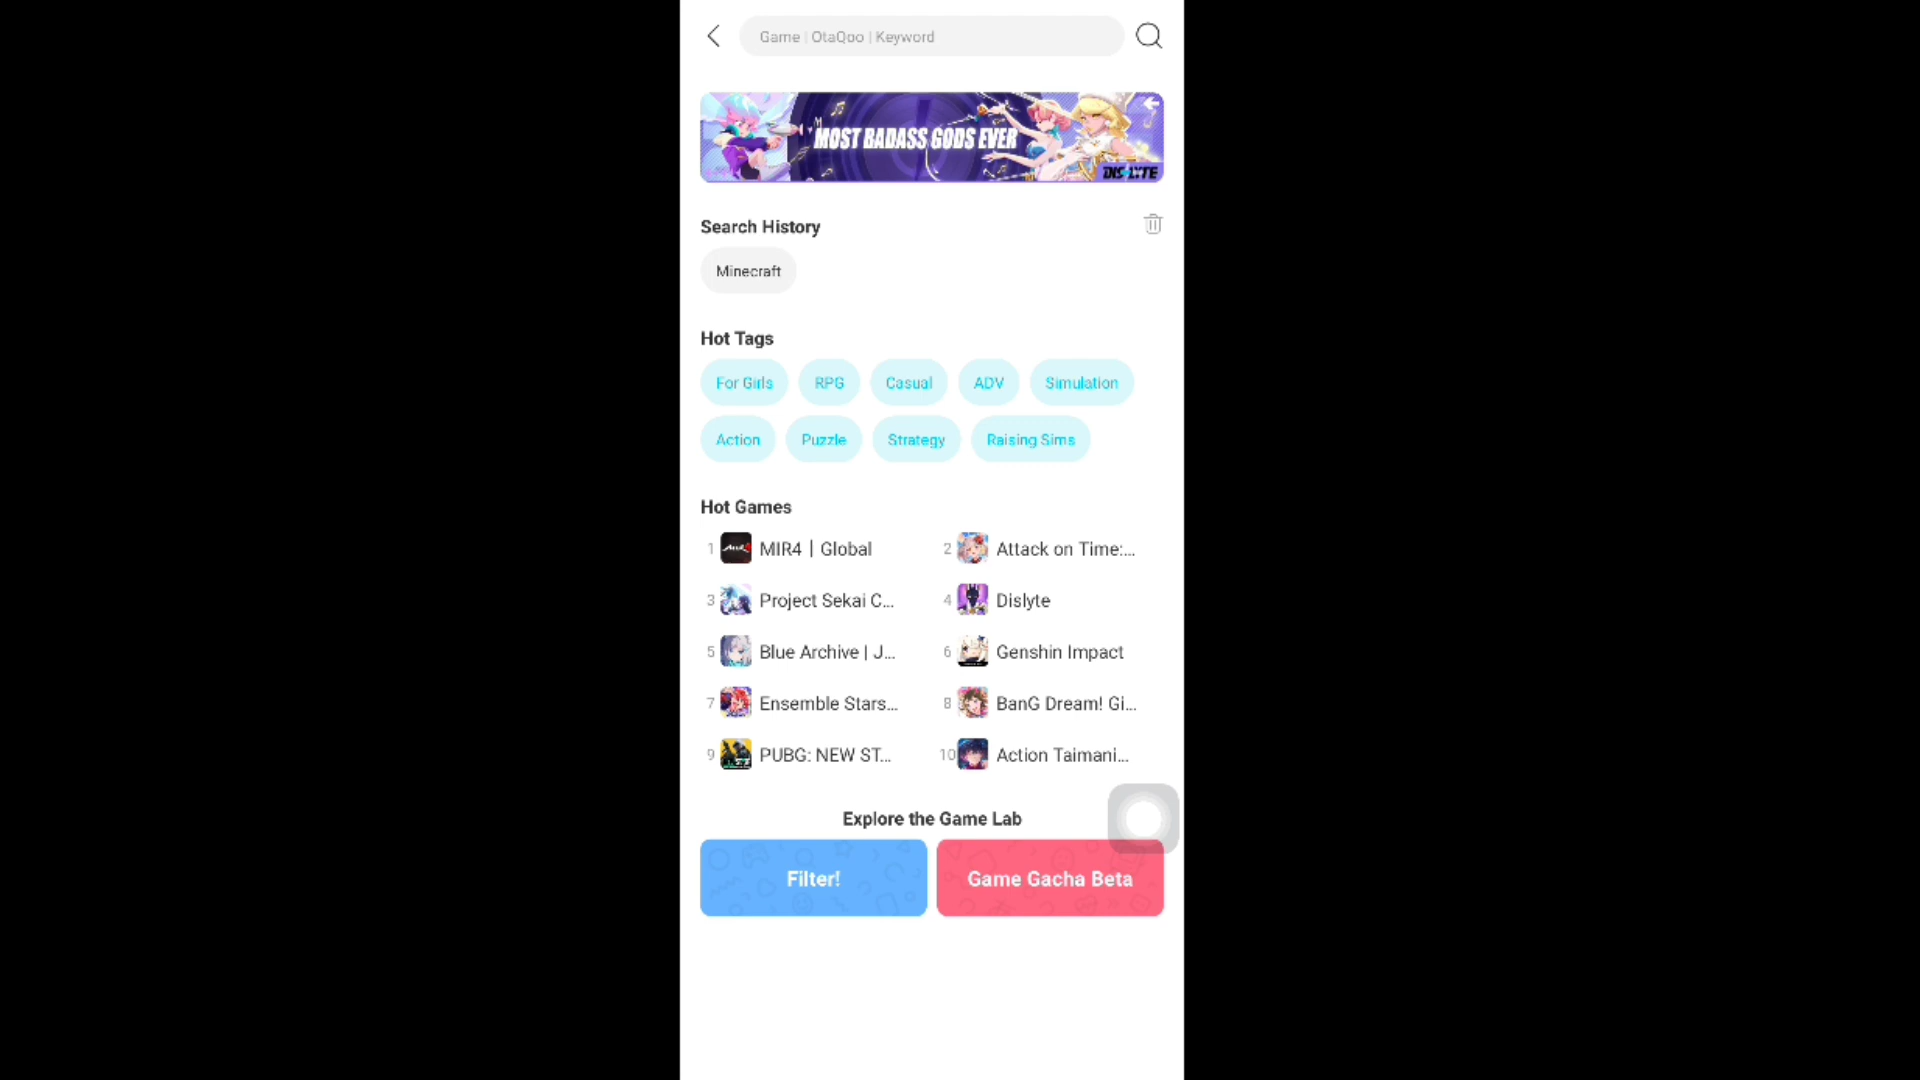 Game | OtaQoo | Keyword
MOST BADASS GODS EVER
DISLYTE
Search History
Minecraft
Hot Tags
For Girls RPG Casual ADV Simulation
Action Puzzle Strategy Raising Sims
Hot Games
1 MIR4 | Global 2 Attack on Time:...
3 Project Sekai C... 4 Dislyte
5 Blue Archive | J... 6 Genshin Impact
7 Ensemble Stars... 8 BanG Dream! Gi...
9 PUBG: NEW ST... 10 Action Taimani...
Explore the Game Lab
Filter! Game Gacha Beta